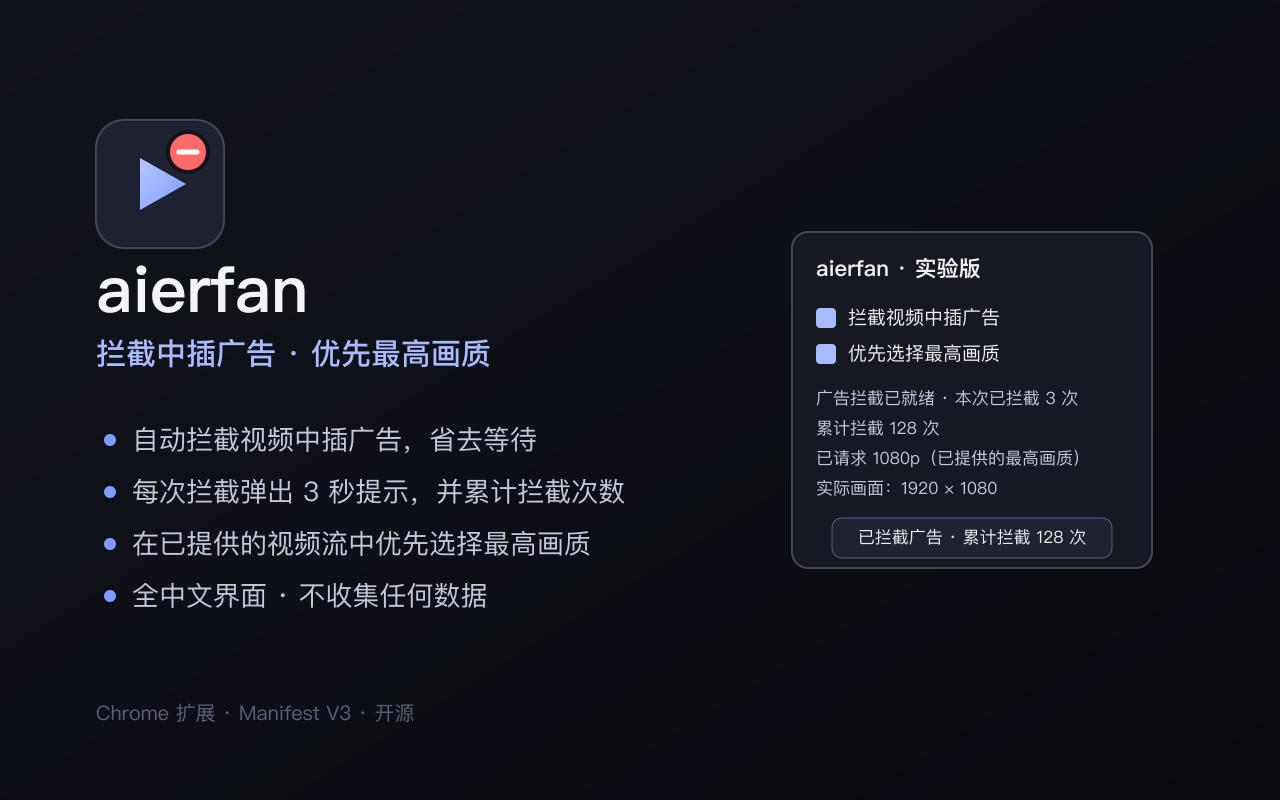 aierfan
拦截中插广告 · 优先最高画质
自动拦截视频中插广告，省去等待
每次拦截弹出 3 秒提示，并累计拦截次数
在已提供的视频流中优先选择最高画质
全中文界面 · 不收集任何数据
Chrome 扩展 · Manifest V3 · 开源
aierfan · 实验版
拦截视频中插广告
优先选择最高画质
广告拦截已就绪 · 本次已拦截 3 次
累计拦截 128 次
已请求 1080p（已提供的最高画质）
实际画面：1920 × 1080
已拦截广告 · 累计拦截 128 次